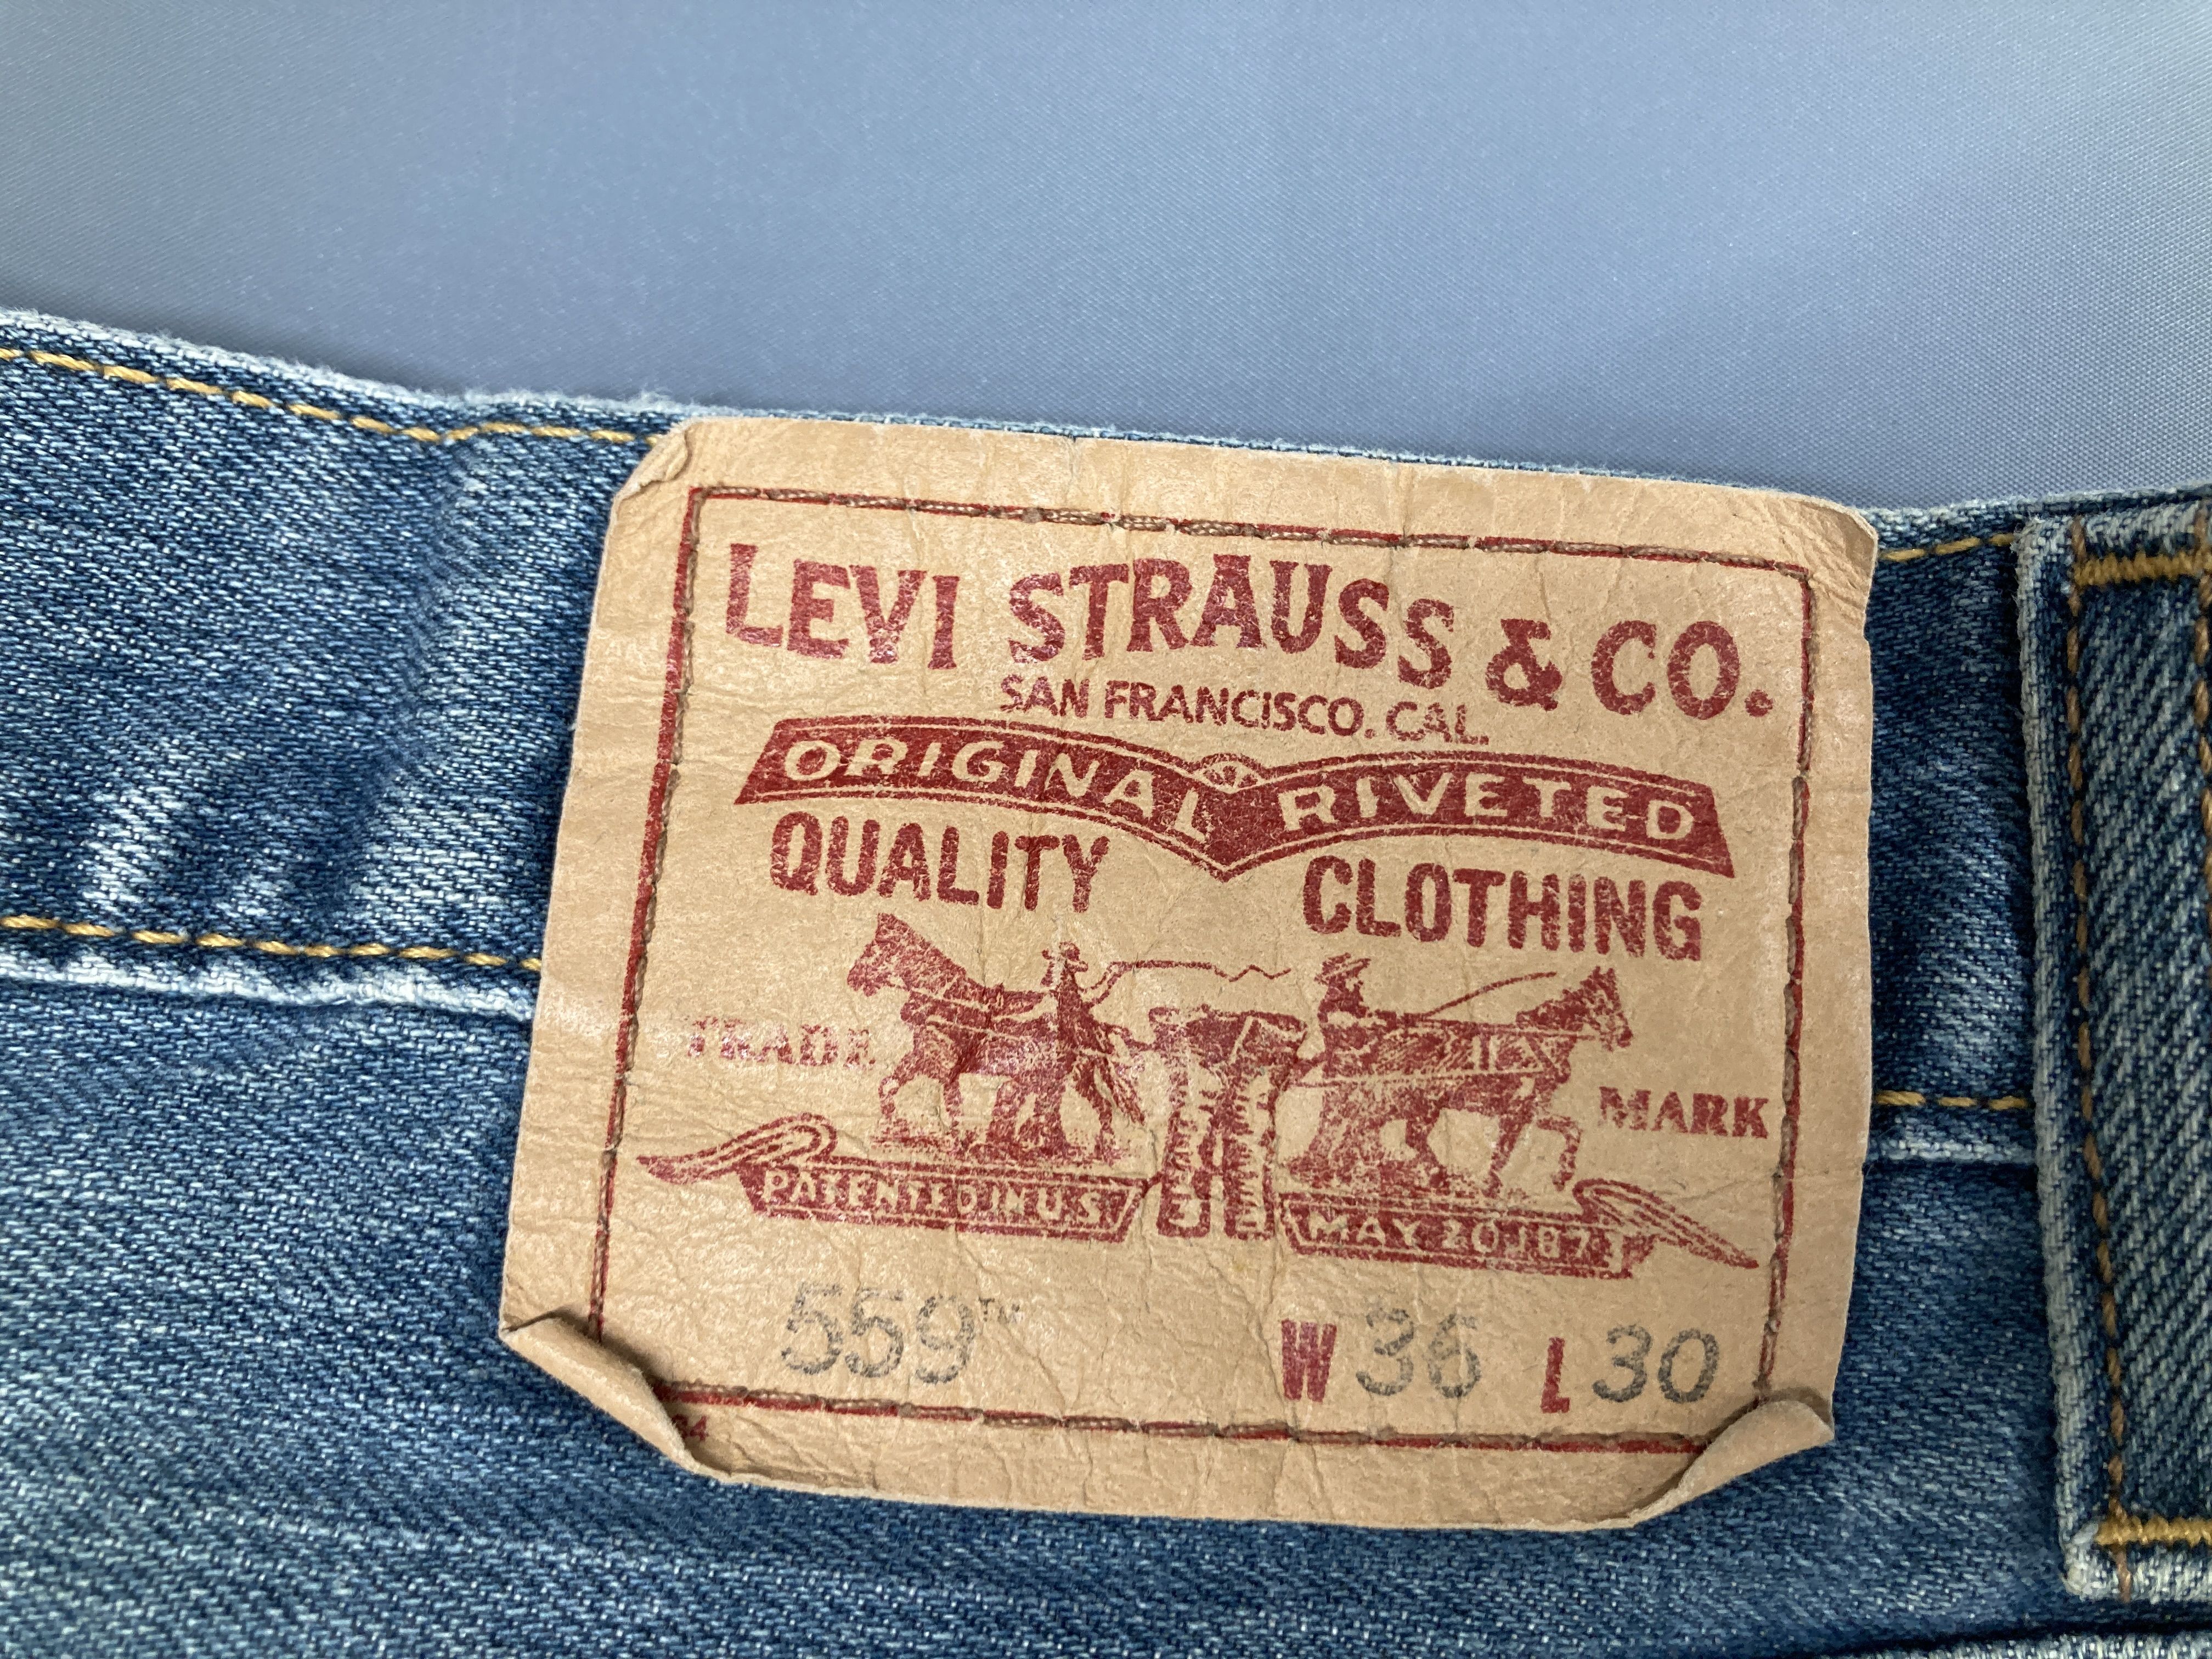 LEVI STRAUSS & CO.
SAN FRANCISCO. CAL.
ORIGINAL RIVETED
QUALITY CLOTHING
TRADE MARK
PATENTED IN U.S. MAY 20 1873
559™ W 36 L 30